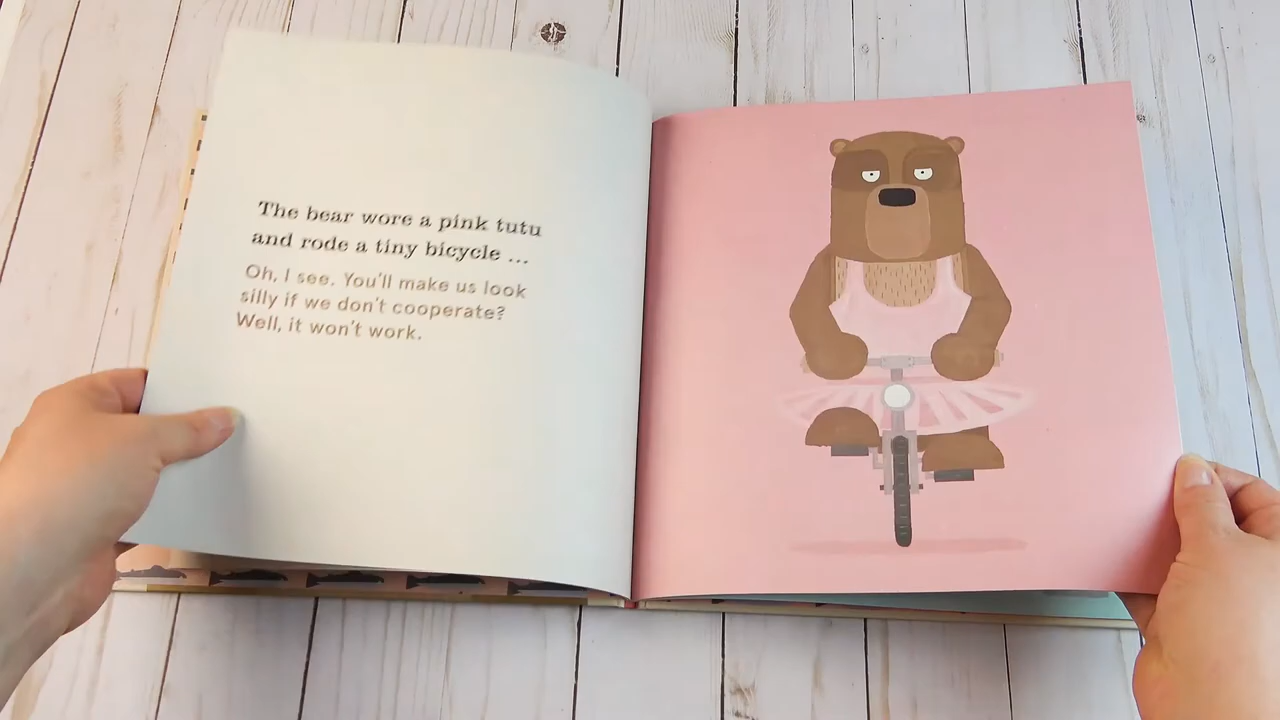 The bear wore a pink tutu
and rode a tiny bicycle ...
Oh, I see. You'll make us look
silly if we don't cooperate?
Well, it won't work.